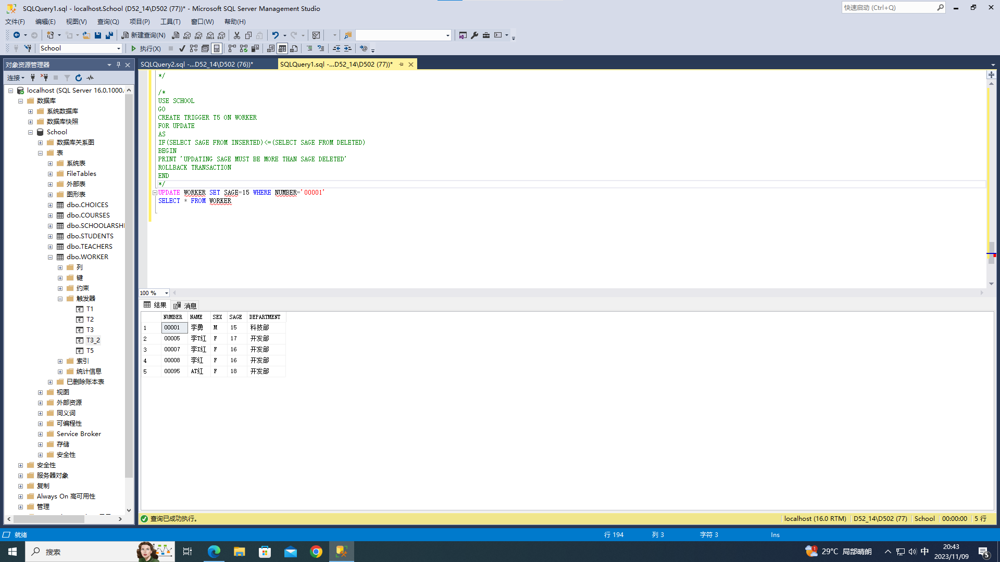 SQLQuery1.sql - localhost.School (D52_14\D502 (77))* - Microsoft SQL Server Management Studio
快速启动 (Ctrl+Q)
文件(F) 编辑(E) 视图(V) 查询(Q) 项目(P) 工具(T) 窗口(W) 帮助(H)
新建查询(N) MDX DMX XMLA DAX
School 执行(X)
对象资源管理器
连接
localhost (SQL Server 16.0.1000.
数据库
系统数据库
数据库快照
School
数据库关系图
表
系统表
FileTables
外部表
图形表
dbo.CHOICES
dbo.COURSES
dbo.SCHOOLARSHI
dbo.STUDENTS
dbo.TEACHERS
dbo.WORKER
列
键
约束
触发器
T1
T2
T3
T3_2
T5
索引
统计信息
已删除账本表
视图
外部资源
同义词
可编程性
Service Broker
存储
安全性
安全性
服务器对象
复制
Always On 高可用性
管理
SQLQuery2.sql -...D52_14\D502 (76))* SQLQuery1.sql -...D52_14\D502 (77))*
*/
/*
USE SCHOOL
GO
CREATE TRIGGER T5 ON WORKER
FOR UPDATE
AS
IF(SELECT SAGE FROM INSERTED)<=(SELECT SAGE FROM DELETED)
BEGIN
PRINT 'UPDATING SAGE MUST BE MORE THAN SAGE DELETED'
ROLLBACK TRANSACTION
END
*/
UPDATE WORKER SET SAGE=15 WHERE NUMBER='00001'
SELECT * FROM WORKER
100 %
结果 消息
NUMBER NAME SEX SAGE DEPARTMENT
1 00001 李勇 M 15 科技部
2 00005 李T红 F 17 开发部
3 00007 李I红 F 16 开发部
4 00008 李红 F 16 开发部
5 00095 AT红 F 18 开发部
查询已成功执行。 localhost (16.0 RTM) D52_14\D502 (77) School 00:00:00 5 行
就绪 行 194 列 3 字符 3 Ins
搜索
1 29°C 局部晴朗 中 20:43
2023/11/09 5